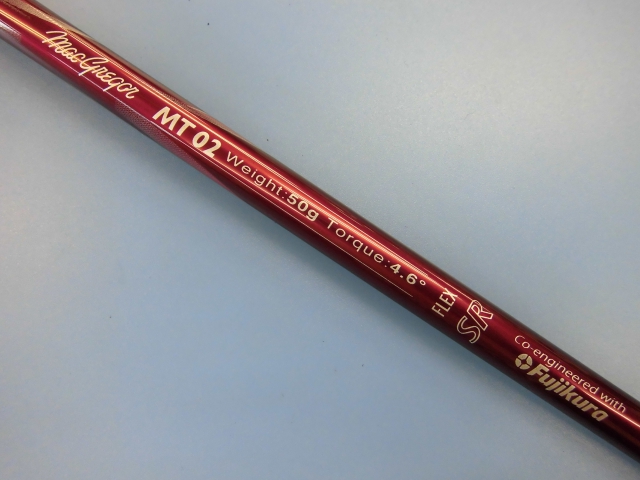 MacGregor
MT 02 Weight:50g Torque:4.6°
FLEX
SR
Co-engineered with
Fujikura